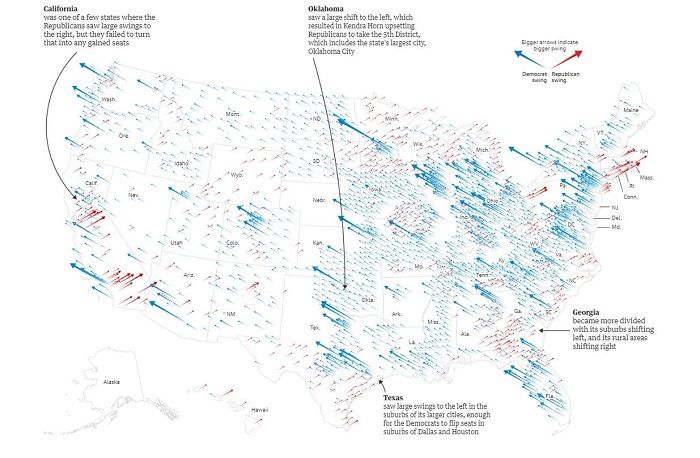 California
was one of a few states where the
Republicans saw large swings to
the right, but they failed to turn
that into any gained seats
Oklahoma
saw a large shift to the left, which
resulted in Kendra Horn upsetting
Republicans to take the 5th District,
which includes the state's largest city,
Oklahoma City
Bigger arrows indicate
bigger swing
Democrat swing
Republican swing
Wash.
Mont.
ND
Minn.
Maine
Ore.
Idaho
Wyo.
SD
Wis.
Mich.
VT
NY
NH
Mass.
RI
Conn.
Calif.
Nev.
Utah
Colo.
Nebr.
Iowa
Ind.
Ohio
Pa.
NJ
Del.
Md.
DC
Kan.
Mo.
WV
Va.
Ky.
Ariz.
NM
Okla.
Ark.
Tenn.
NC
SC
Tex.
La.
Miss.
Ala.
Ga.
Fla.
Georgia
became more divided
with its suburbs shifting
left, and its rural areas
shifting right
Alaska
Hawaii
Texas
saw large swings to the left in the
suburbs of its larger cities, enough
for the Democrats to flip seats in
suburbs of Dallas and Houston